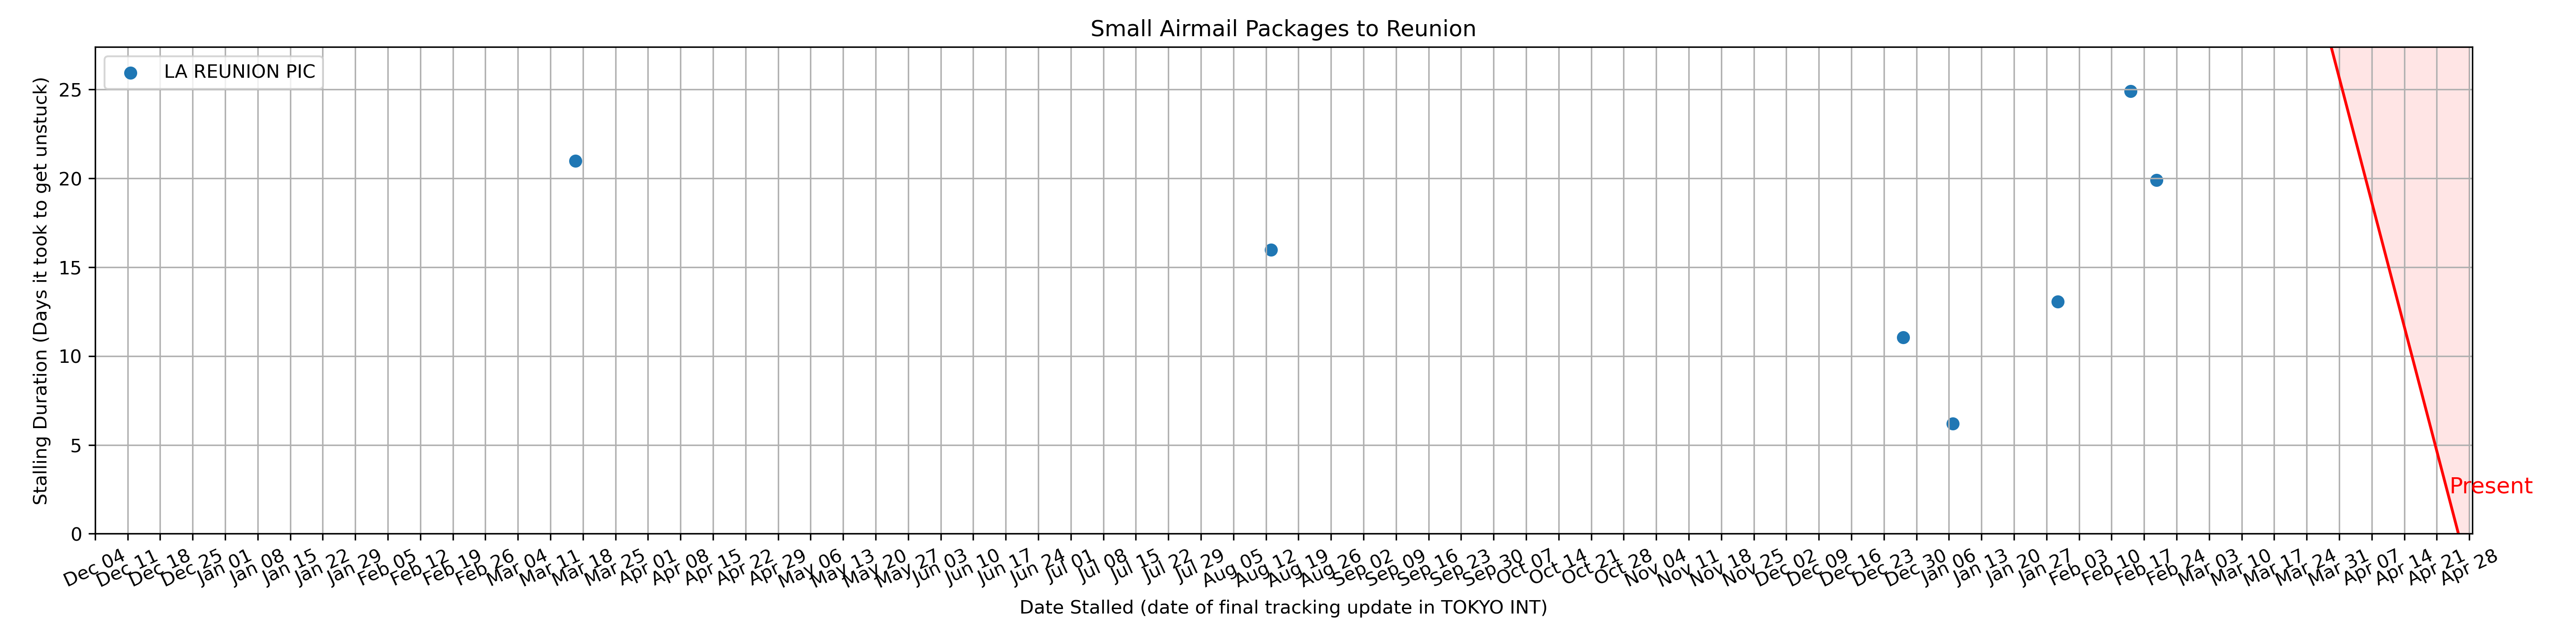 Small Airmail Packages to Reunion
LA REUNION PIC
Stalling Duration (Days it took to get unstuck)
25
20
15
10
5
0
Present
Dec 04 Dec 11 Dec 18 Dec 25 Jan 01 Jan 08 Jan 15 Jan 22 Jan 29 Feb 05 Feb 12 Feb 19 Feb 26 Mar 04 Mar 11 Mar 18 Mar 25 Apr 01 Apr 08 Apr 15 Apr 22 Apr 29 May 06 May 13 May 20 May 27 Jun 03 Jun 10 Jun 17 Jun 24 Jul 01 Jul 08 Jul 15 Jul 22 Jul 29 Aug 05 Aug 12 Aug 19 Aug 26 Sep 02 Sep 09 Sep 16 Sep 23 Sep 30 Oct 07 Oct 14 Oct 21 Oct 28 Nov 04 Nov 11 Nov 18 Nov 25 Dec 02 Dec 09 Dec 16 Dec 23 Dec 30 Jan 06 Jan 13 Jan 20 Jan 27 Feb 03 Feb 10 Feb 17 Feb 24 Mar 03 Mar 10 Mar 17 Mar 24 Mar 31 Apr 07 Apr 14 Apr 21 Apr 28
Date Stalled (date of final tracking update in TOKYO INT)